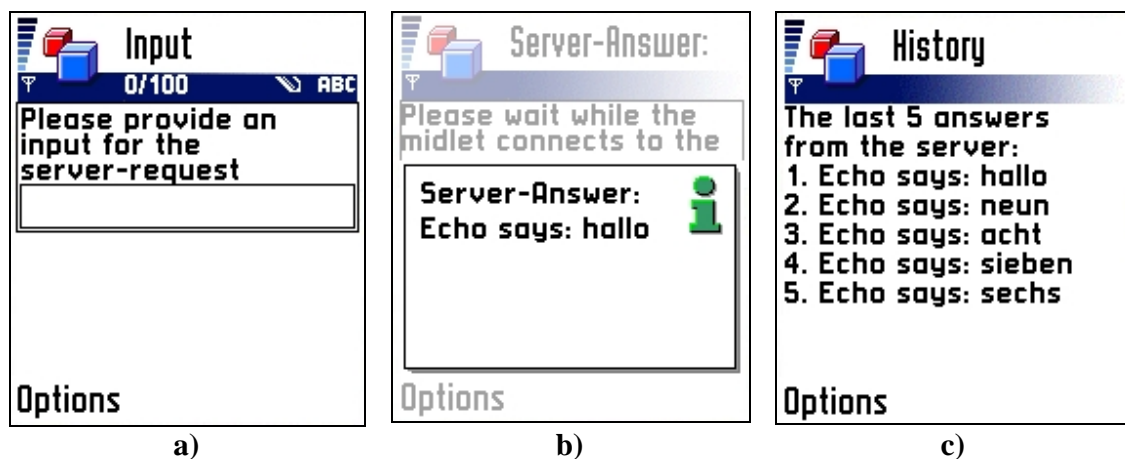 Input
0/100
ABC
Please provide an
input for the
server-request
Options
a)
Server-Answer:
Please wait while the
midlet connects to the
Server-Answer:
Echo says: hallo
Options
b)
History
The last 5 answers
from the server:
1. Echo says: hallo
2. Echo says: neun
3. Echo says: acht
4. Echo says: sieben
5. Echo says: sechs
Options
c)